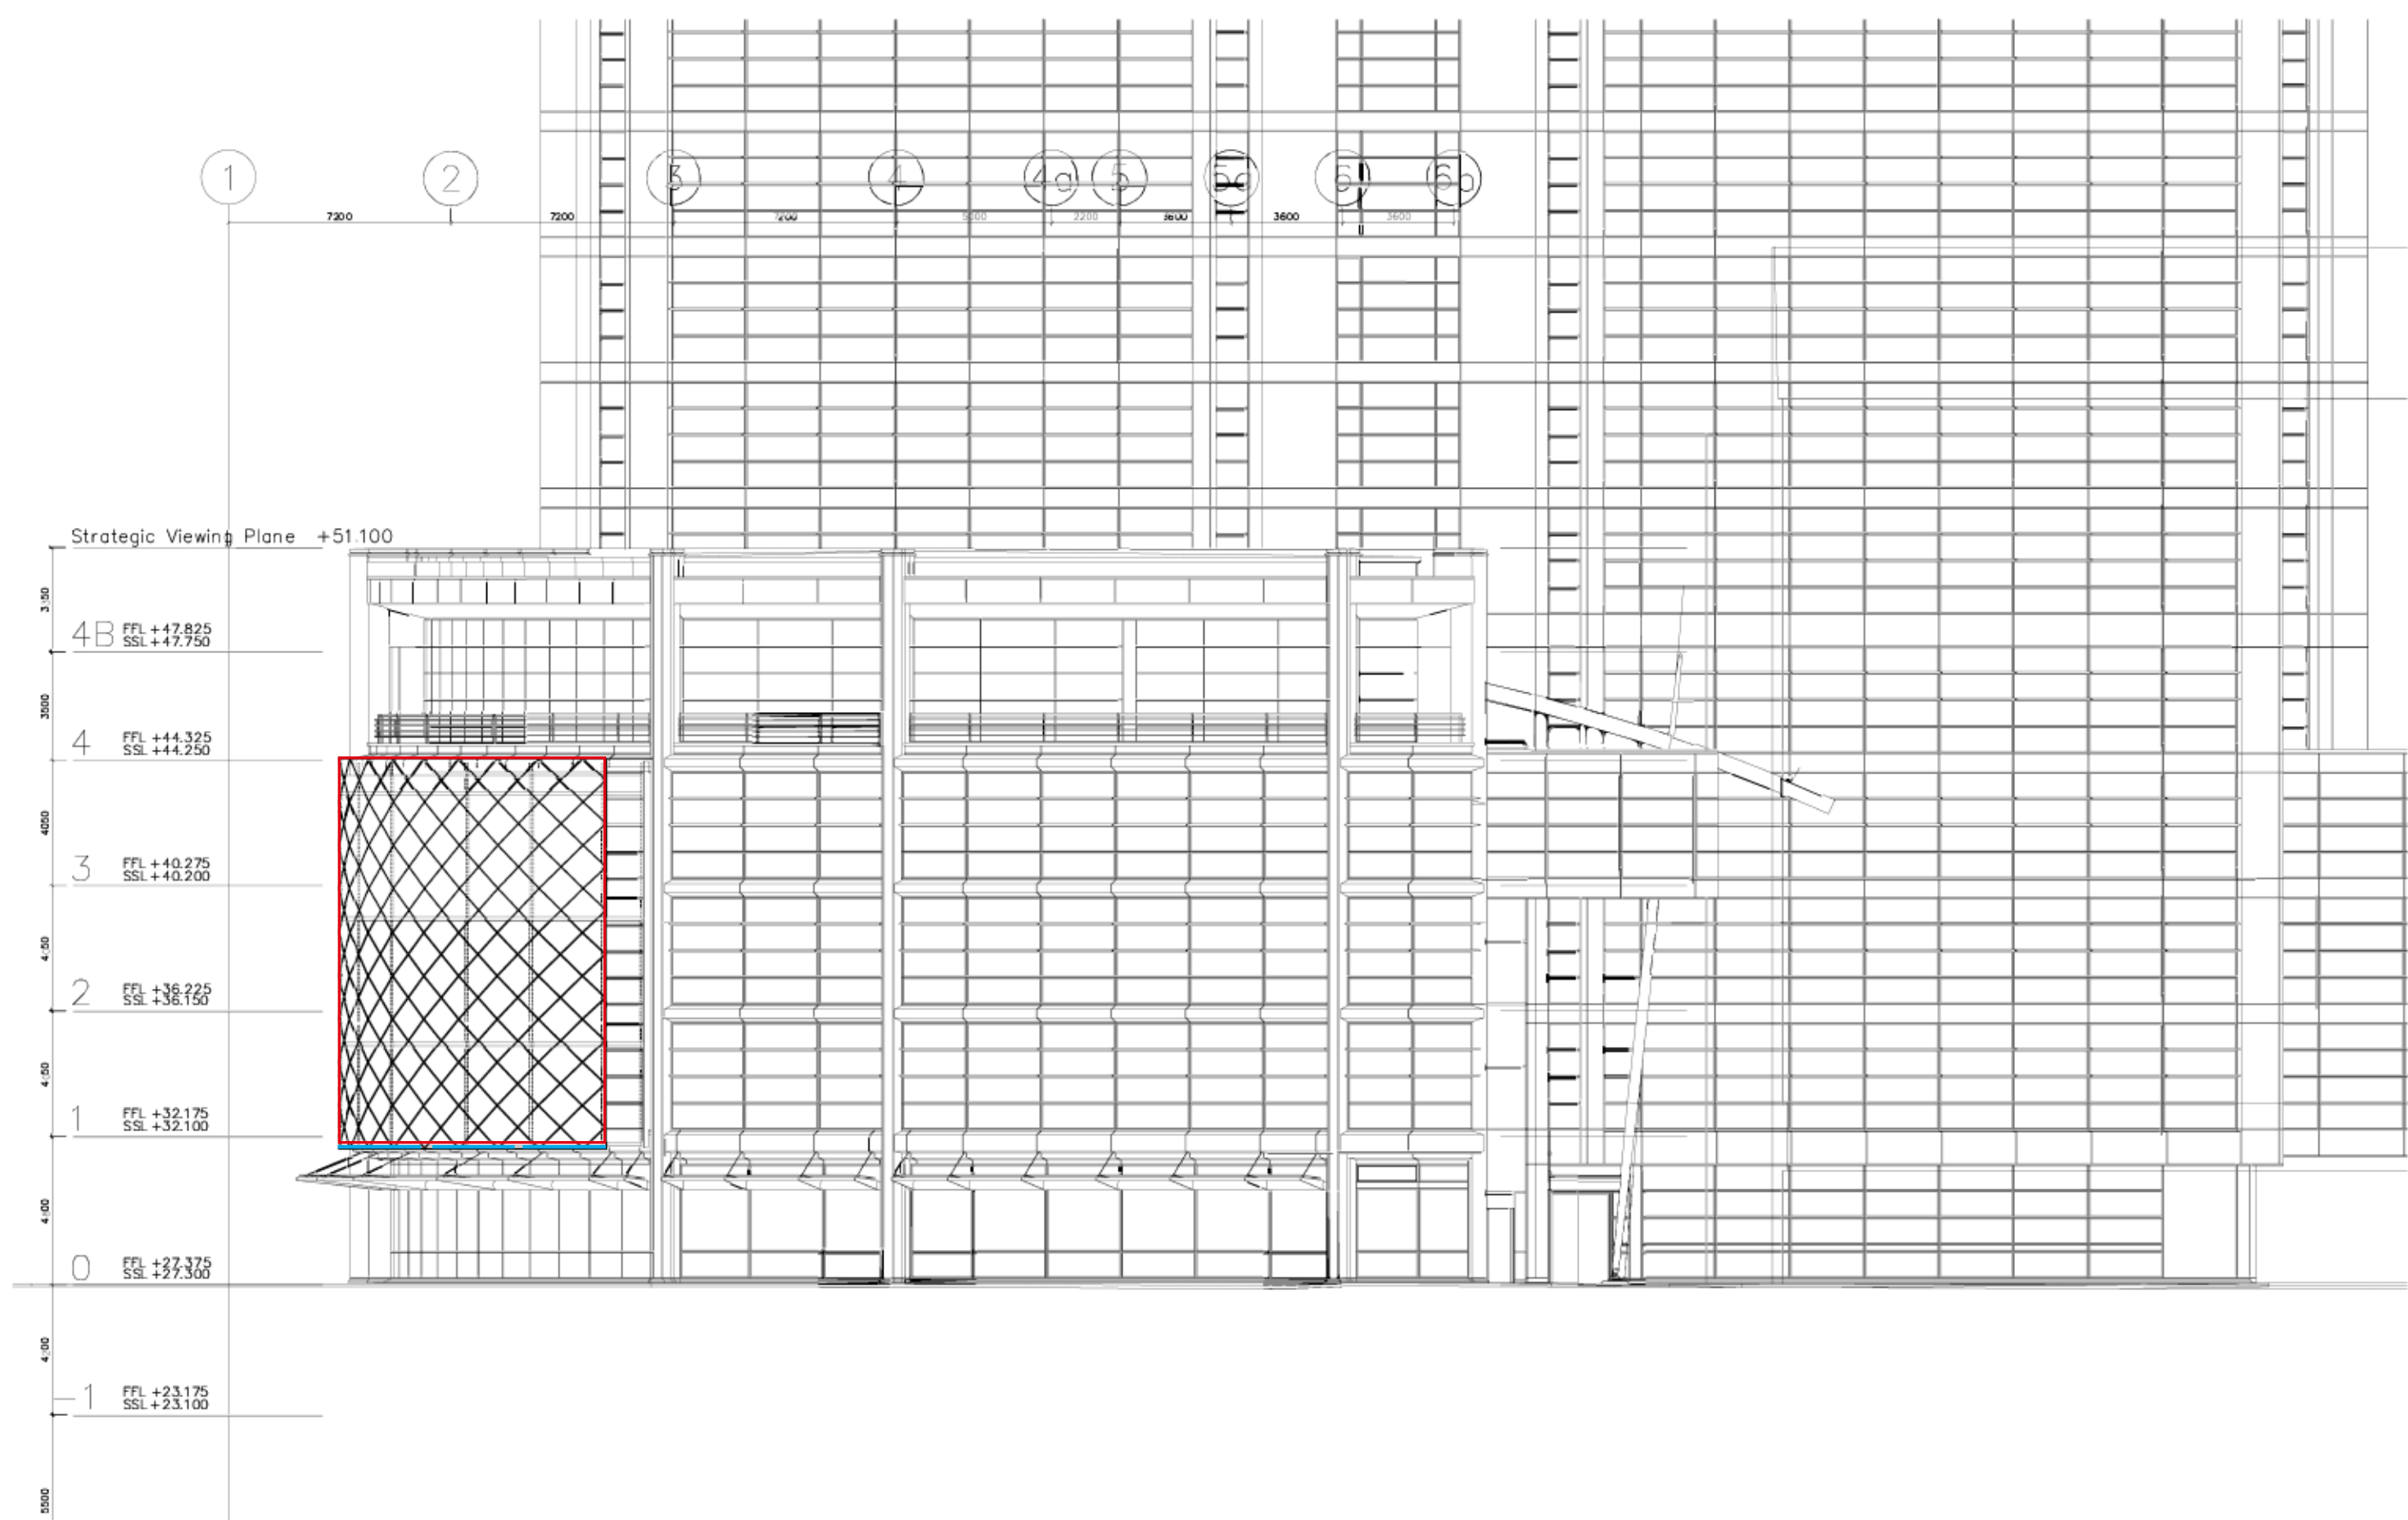 1 2 3 4 4a 5 5a 6 6b
7200 7200 7200 5000 2200 3600 3600 3600
Strategic Viewing Plane +51.100
3350
4B FFL +47.825
SSL +47.750
3500
4 FFL +44.325
SSL +44.250
4050
3 FFL +40.275
SSL +40.200
4050
2 FFL +36.225
SSL +36.150
4050
1 FFL +32.175
SSL +32.100
4800
0 FFL +27.375
SSL +27.300
4200
-1 FFL +23.175
SSL +23.100
5500